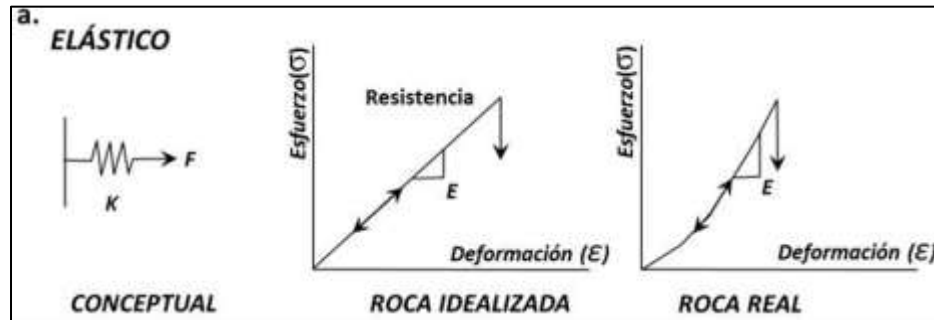 a.
ELÁSTICO
F
K
CONCEPTUAL
Esfuerzo(σ)
Resistencia
E
Deformación (ε)
ROCA IDEALIZADA
Esfuerzo(σ)
E
Deformación (ε)
ROCA REAL